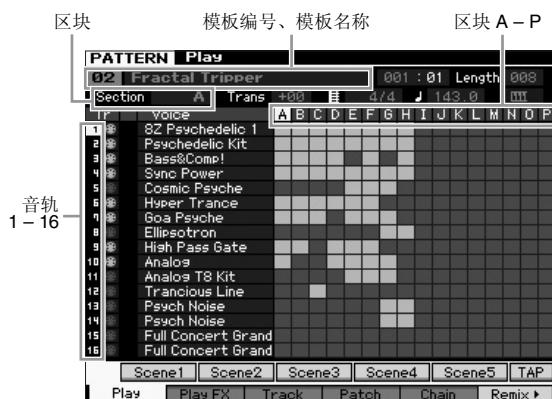 区块
模板编号、模板名称
区块 A – P
PATTERN Play
02 Fractal Tripper 001 : 01 Length 008
Section A Trans +00 4/4 143.0
Tr Voice A B C D E F G H I J K L M N O P
1 8Z Psychedelic 1
2 Psychedelic Kit
3 Bass&Comp!
4 Sync Power
5 Cosmic Psyche
6 Hyper Trance
7 Goa Psyche
8 Ellipsotron
9 High Pass Gate
10 Analog
11 Analog T8 Kit
12 Trancious Line
13 Psych Noise
14 Psych Noise
15 Full Concert Grand
16 Full Concert Grand
音轨
1 – 16
Scene1 Scene2 Scene3 Scene4 Scene5 TAP
Play Play FX Track Patch Chain Remix